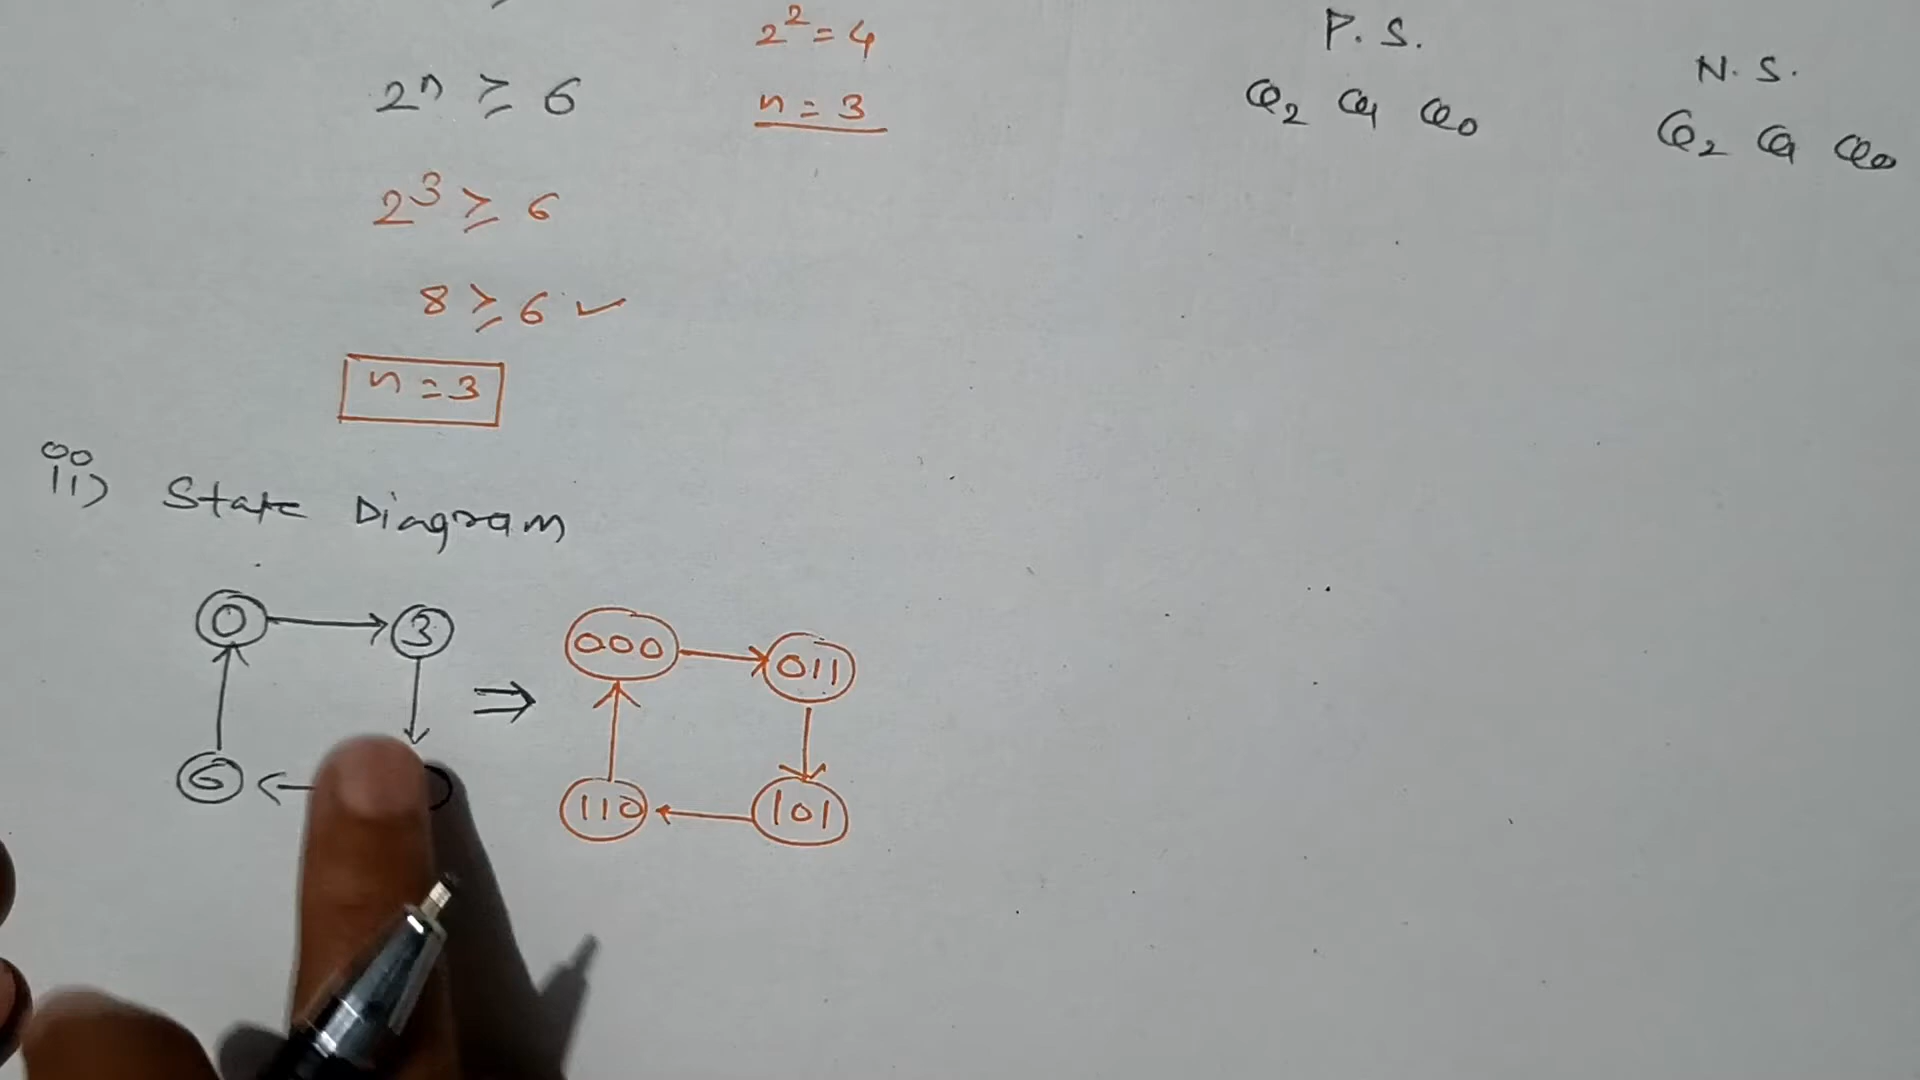 2² = 4
n = 3
2ⁿ ≥ 6
2³ ≥ 6
8 ≥ 6 ✓
n = 3
P. S.
Q₂ Q₁ Q₀
N. S.
Q₂ Q₁ Q₀
ii) State Diagram
0 → 3
6 ←
⇒
000 → 011
110 ← 101